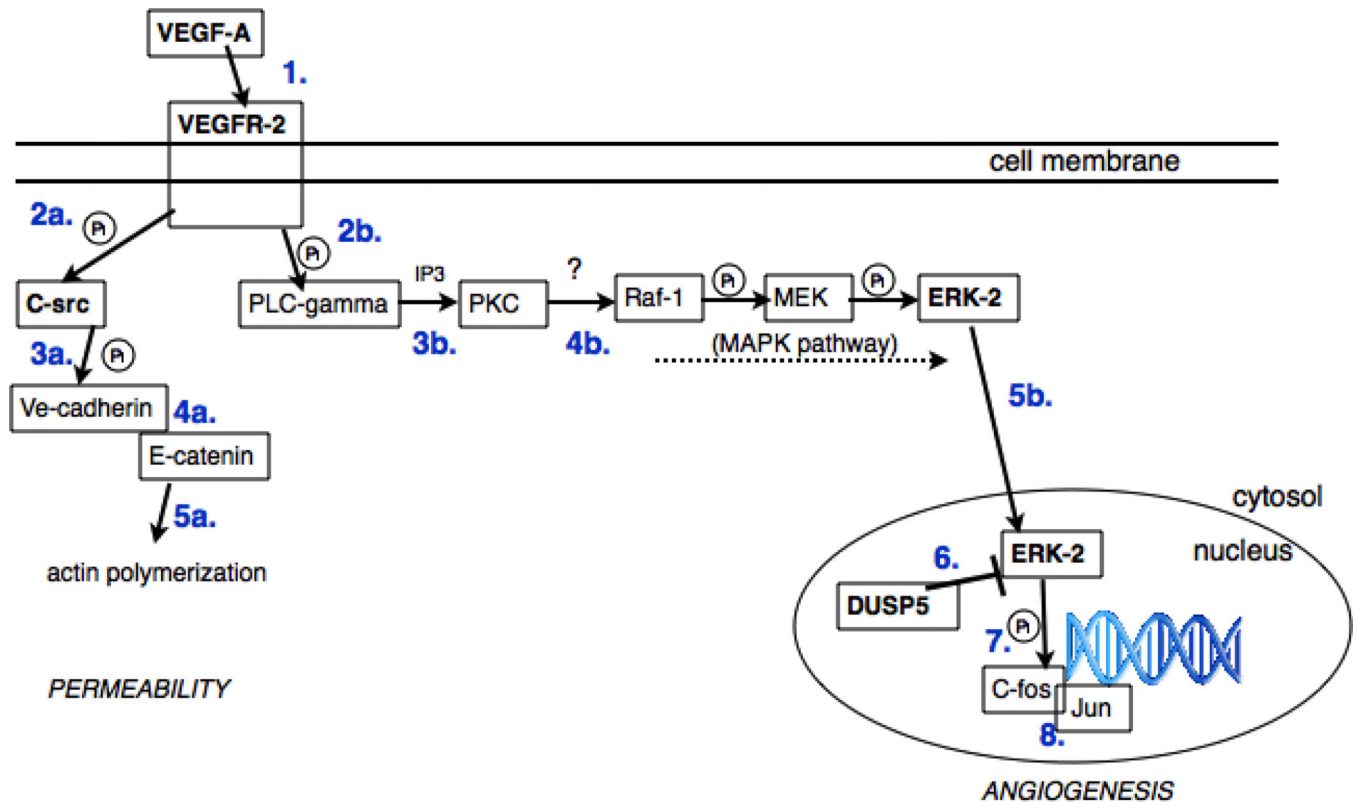 VEGF-A
1.
VEGFR-2
cell membrane
2a.
Pi
2b.
Pi
C-src
PLC-gamma
IP3
PKC
?
Raf-1
Pi
MEK
Pi
ERK-2
3a.
Pi
3b.
4b.
(MAPK pathway)
Ve-cadherin
4a.
E-catenin
5a.
actin polymerization
PERMEABILITY
5b.
cytosol
nucleus
ERK-2
6.
DUSP5
7.
Pi
C-fos
Jun
8.
ANGIOGENESIS